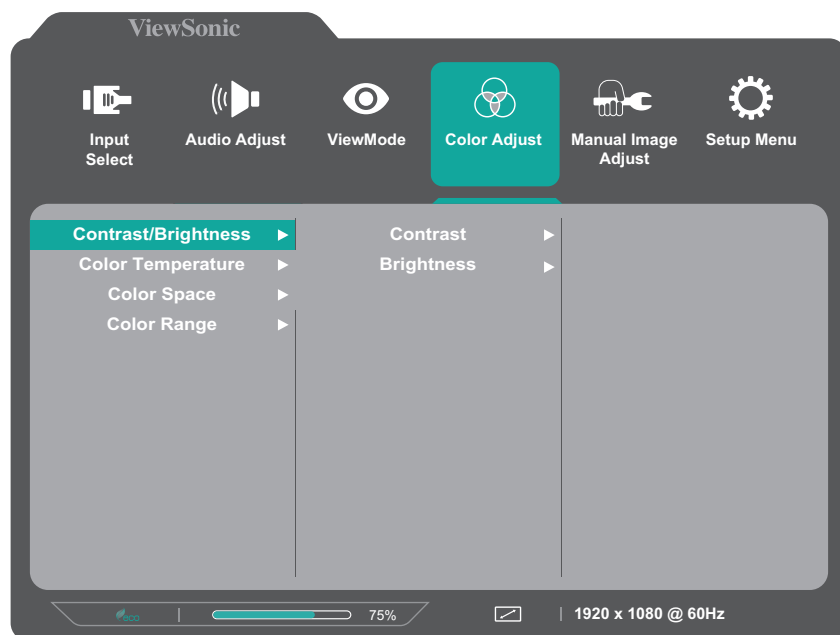 ViewSonic
Input
Select
Audio Adjust
ViewMode
Color Adjust
Manual Image
Adjust
Setup Menu
Contrast/Brightness
Color Temperature
Color Space
Color Range
Contrast
Brightness
eco
75%
1920 x 1080 @ 60Hz